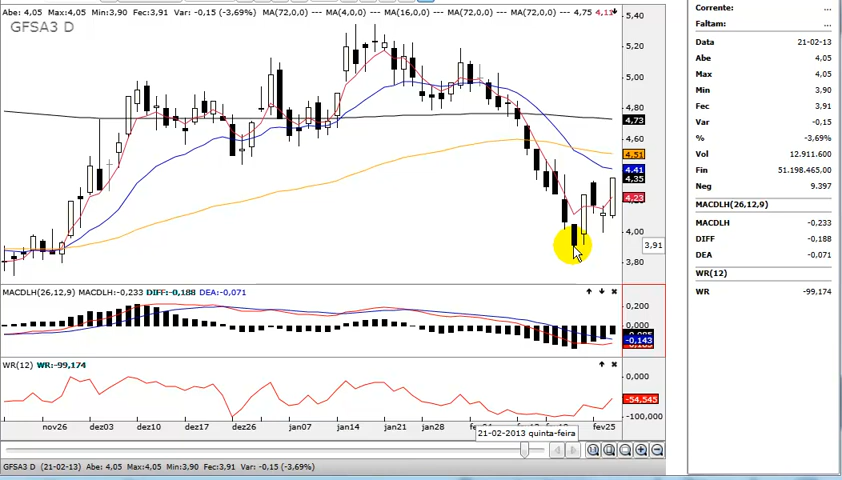 Abe: 4,05 Max:4,05 Min:3,90 Fec:3,91 Var: -0,15 (-3,69%) MA(72,0,0) --- MA(4,0,0) --- MA(16,0,0) --- MA(72,0,0) --- MA(72,0,0) --- 4,75 4,11
GFSA3 D
5,40
5,20
5,00
4,80
4,73
4,60
4,51
4,41
4,35
4,23
4,00
3,91
3,80
MACDLH(26,12,9) MACDLH:-0,233 DIFF:-0,188 DEA:-0,071
0,200
0,000
-0,143
WR(12) WR:-99,174
0,000
-54,545
-100,000
nov26 dez03 dez10 dez17 dez26 jan07 jan14 jan21 jan28 fev25
21-02-2013 quinta-feira
GFSA3 D (21-02-13) Abe: 4,05 Max:4,05 Min:3,90 Fec:3,91 Var: -0,15 (-3,69%)
Corrente: ...
Faltam: ...
Data 21-02-13
Abe 4,05
Max 4,05
Min 3,90
Fec 3,91
Var -0,15
% -3,69%
Vol 12.911.600
Fin 51.198.465,00
Neg 9.397
MACDLH(26,12,9)
MACDLH -0,233
DIFF -0,188
DEA -0,071
WR(12)
WR -99,174